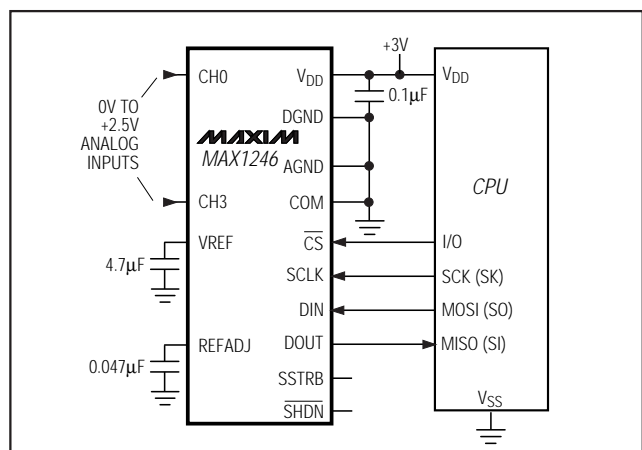 +3V
CH0
VDD
VDD
0V TO
+2.5V
ANALOG
INPUTS
0.1µF
DGND
MAXIM
MAX1246
AGND
CPU
CH3
COM
VREF
CS
I/O
4.7µF
SCLK
SCK (SK)
DIN
MOSI (SO)
REFADJ
DOUT
MISO (SI)
0.047µF
SSTRB
SHDN
VSS